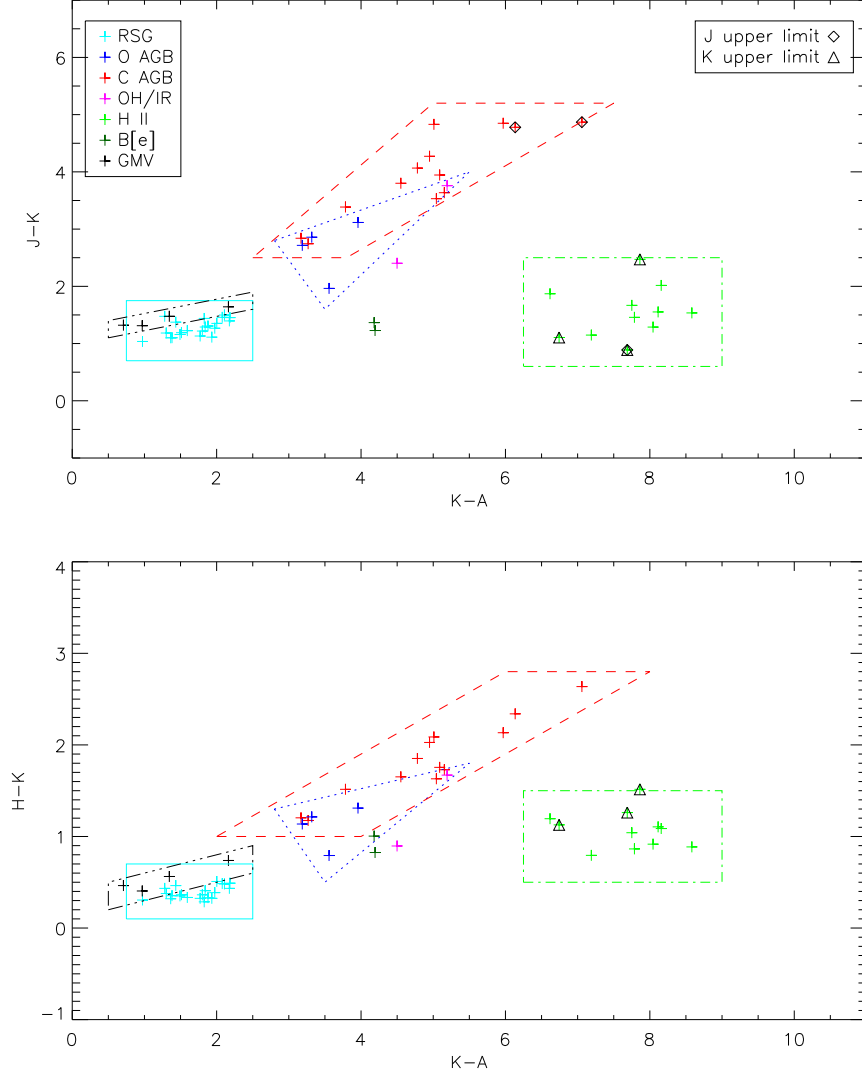 RSG
O AGB
C AGB
OH/IR
H II
B[e]
GMV
J upper limit
K upper limit
6
4
2
0
J-K
0 2 4 6 8 10
K-A
4
3
2
1
0
-1
H-K
0 2 4 6 8 10
K-A